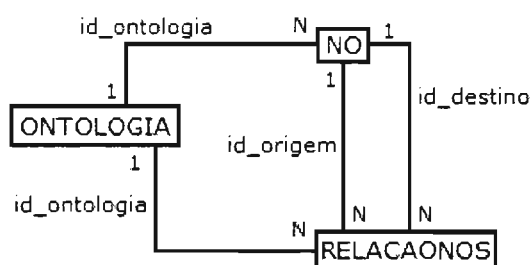 id_ontologia
N
NO
1
1
1
id_destino
ONTOLOGIA
1
id_origem
id_ontologia
N
N
N
RELACAONOS